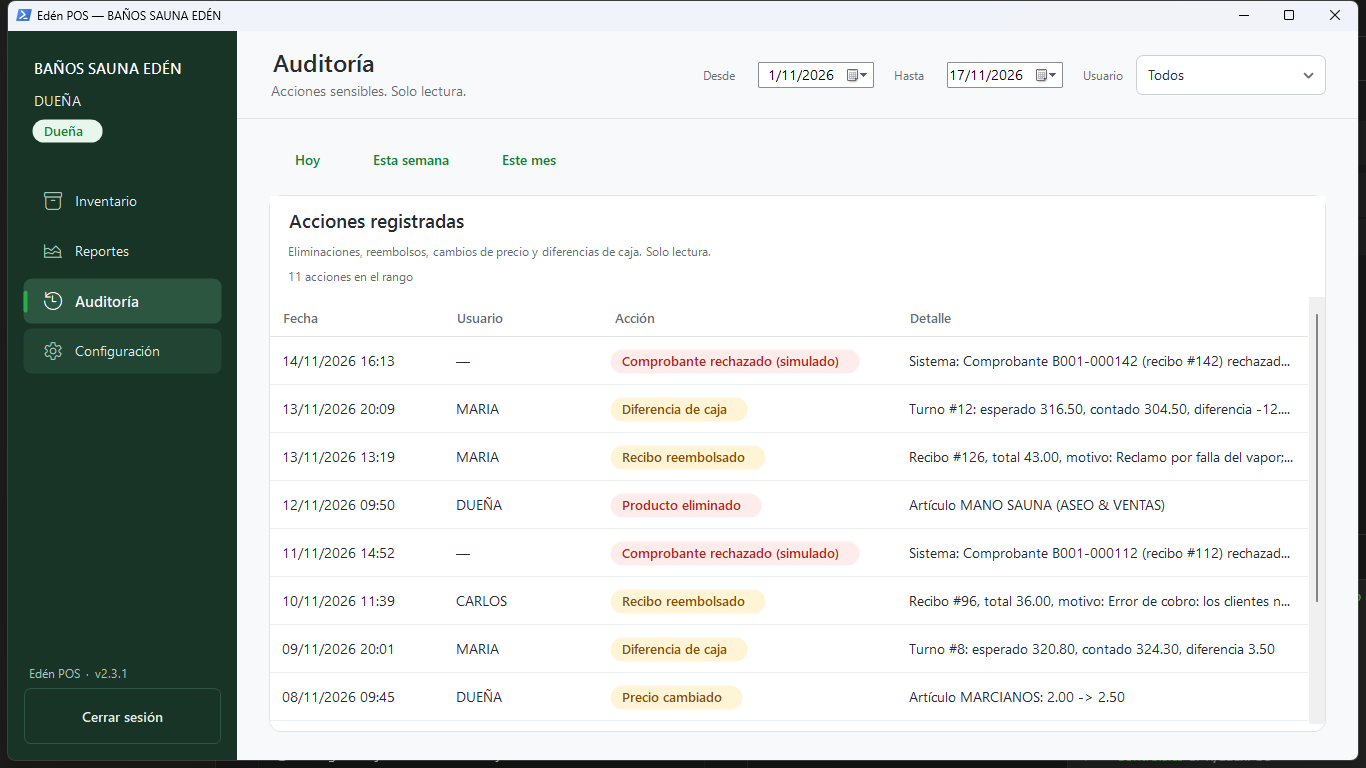 Edén POS — BAÑOS SAUNA EDÉN
BAÑOS SAUNA EDÉN
DUEÑA
Dueña
Inventario
Reportes
Auditoría
Configuración
Edén POS · v2.3.1
Cerrar sesión
Auditoría
Acciones sensibles. Solo lectura.
Desde 1/11/2026 Hasta 17/11/2026 Usuario Todos
Hoy Esta semana Este mes
Acciones registradas
Eliminaciones, reembolsos, cambios de precio y diferencias de caja. Solo lectura.
11 acciones en el rango
Fecha Usuario Acción Detalle
14/11/2026 16:13 — Comprobante rechazado (simulado) Sistema: Comprobante B001-000142 (recibo #142) rechazad...
13/11/2026 20:09 MARIA Diferencia de caja Turno #12: esperado 316.50, contado 304.50, diferencia -12....
13/11/2026 13:19 MARIA Recibo reembolsado Recibo #126, total 43.00, motivo: Reclamo por falla del vapor;...
12/11/2026 09:50 DUEÑA Producto eliminado Artículo MANO SAUNA (ASEO & VENTAS)
11/11/2026 14:52 — Comprobante rechazado (simulado) Sistema: Comprobante B001-000112 (recibo #112) rechazad...
10/11/2026 11:39 CARLOS Recibo reembolsado Recibo #96, total 36.00, motivo: Error de cobro: los clientes n...
09/11/2026 20:01 MARIA Diferencia de caja Turno #8: esperado 320.80, contado 324.30, diferencia 3.50
08/11/2026 09:45 DUEÑA Precio cambiado Artículo MARCIANOS: 2.00 -> 2.50